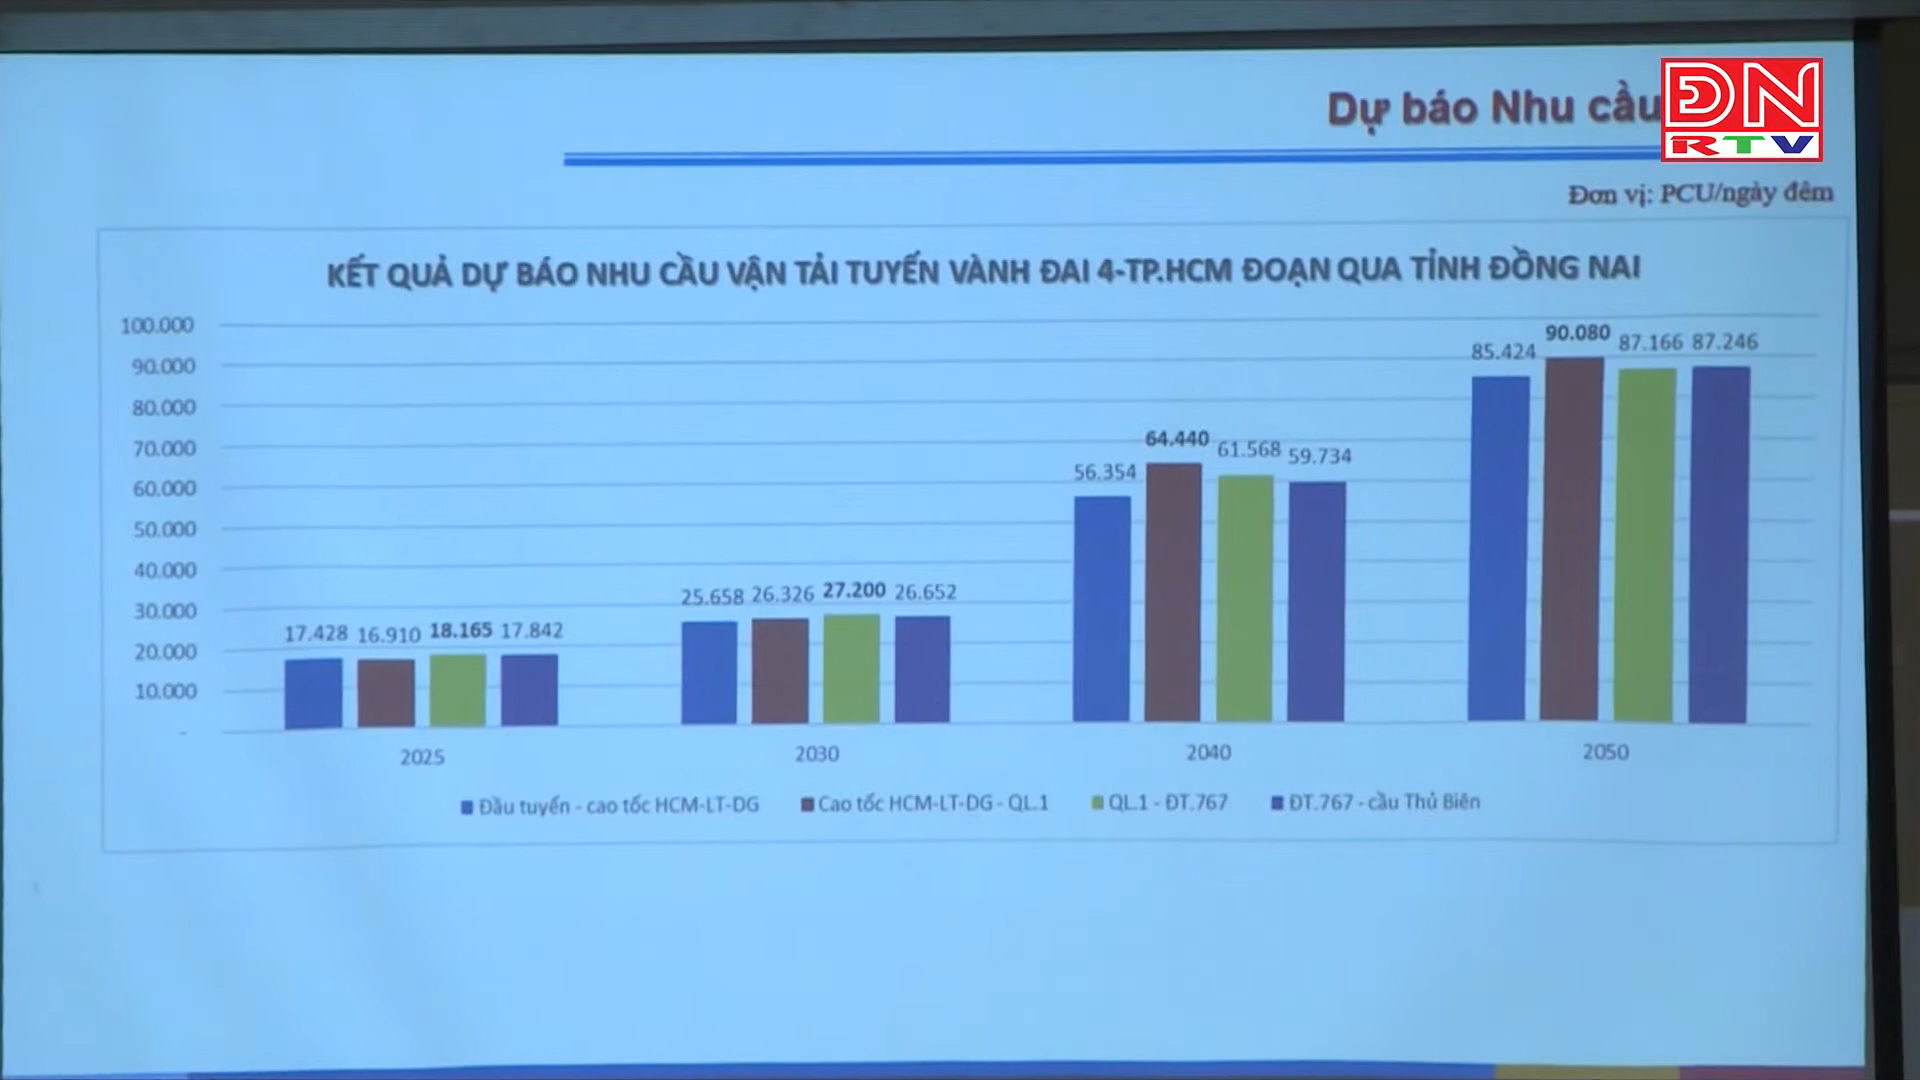 Dự báo Nhu cầu
ĐN
RTV
Đơn vị: PCU/ngày đêm
KẾT QUẢ DỰ BÁO NHU CẦU VẬN TẢI TUYẾN VÀNH ĐAI 4-TP.HCM ĐOẠN QUA TỈNH ĐỒNG NAI
100.000
90.000
80.000
70.000
60.000
50.000
40.000
30.000
20.000
10.000
-
17.428 16.910 18.165 17.842
25.658 26.326 27.200 26.652
56.354 64.440 61.568 59.734
85.424 90.080 87.166 87.246
2025 2030 2040 2050
Đầu tuyến - cao tốc HCM-LT-DG Cao tốc HCM-LT-DG - QL.1 QL.1 - ĐT.767 ĐT.767 - cầu Thủ Biên